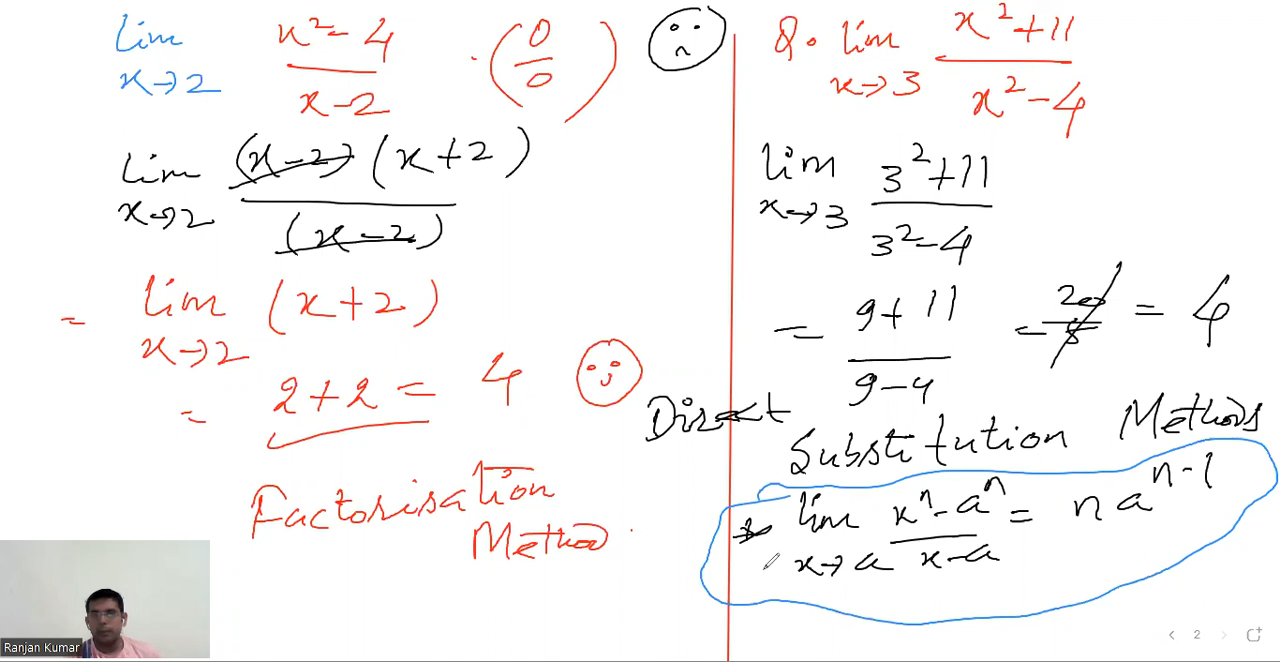 lim x→2 x² - 4 / x - 2 · (0/0)
lim x→2 (x-2) (x+2) / (x-2)
= lim x→2 (x+2)
= 2+2 = 4
Factorisation
Method
Q. lim x→3 x² + 11 / x² - 4
lim x→3 3² + 11 / 3² - 4
= 9 + 11 / 9 - 4 = 20/5 = 4
Direct
Substitution Methods
* lim x→a xⁿ - aⁿ / x - a = n aⁿ⁻¹
Ranjan Kumar
2